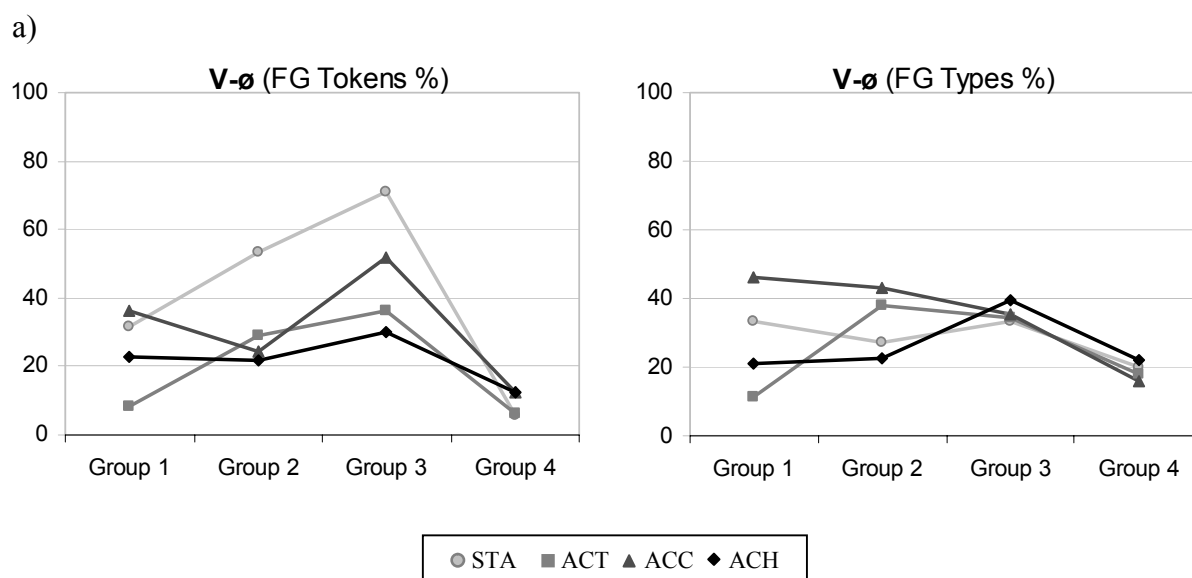 a)
V-ø (FG Tokens %)
100
80
60
40
20
0
Group 1 Group 2 Group 3 Group 4
V-ø (FG Types %)
100
80
60
40
20
0
Group 1 Group 2 Group 3 Group 4
STA ACT ACC ACH